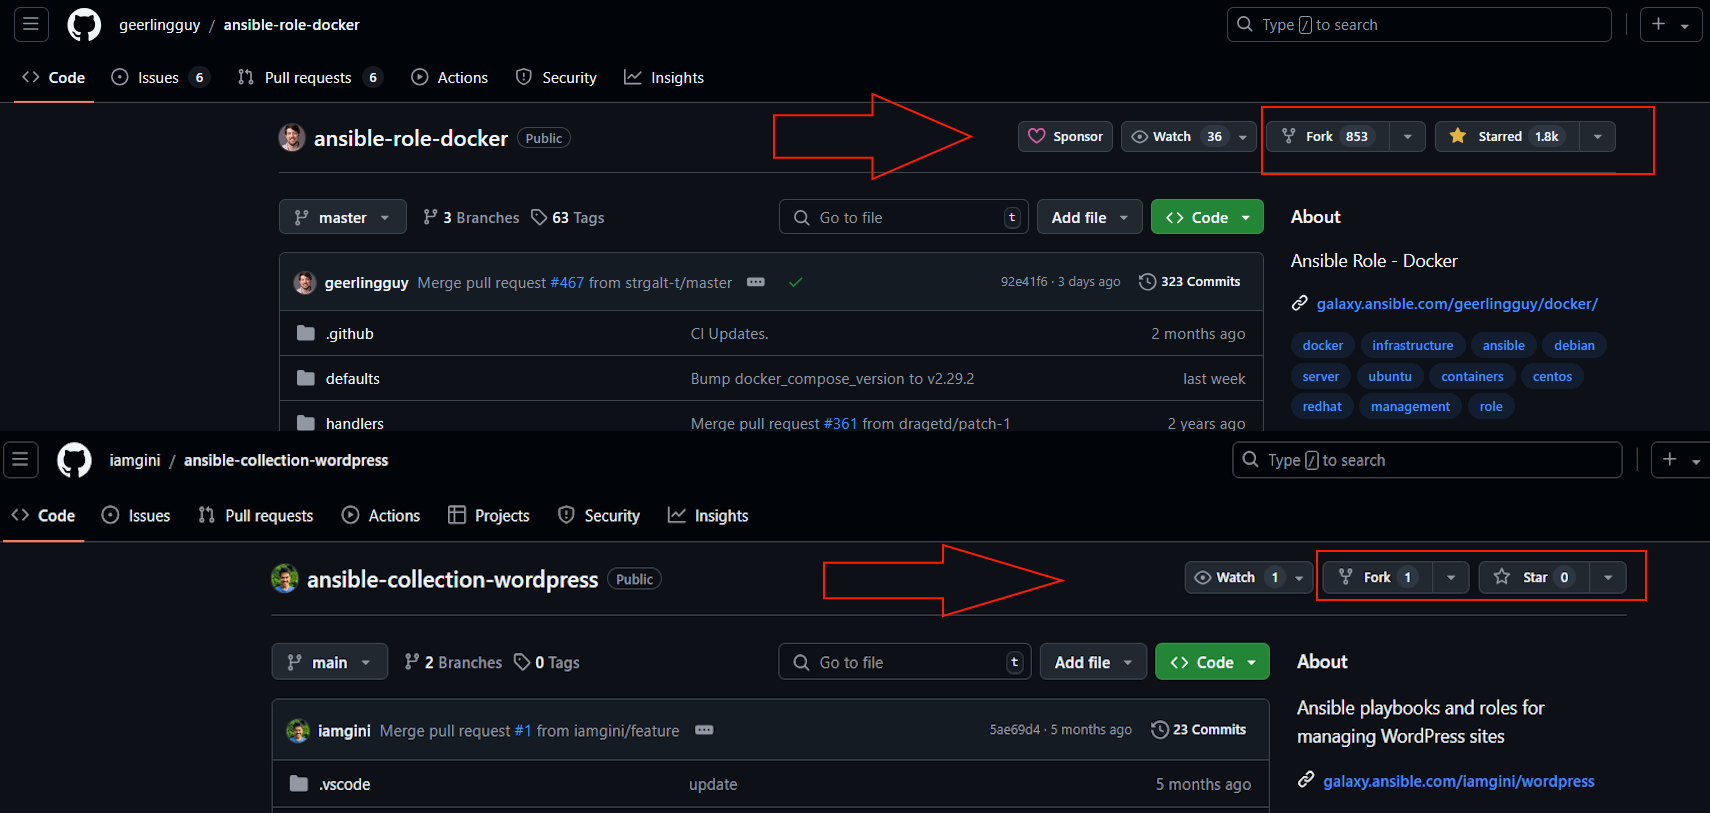 geerlingguy / ansible-role-docker Type / to search
Code Issues 6 Pull requests 6 Actions Security Insights
ansible-role-docker Public Sponsor Watch 36 Fork 853 Starred 1.8k
master 3 Branches 63 Tags Go to file t Add file Code About
Ansible Role - Docker
geerlingguy Merge pull request #467 from strgalt-t/master 92e41f6 · 3 days ago 323 Commits
galaxy.ansible.com/geerlingguy/docker/
.github CI Updates. 2 months ago
docker infrastructure ansible debian
defaults Bump docker_compose_version to v2.29.2 last week
server ubuntu containers centos
redhat management role
handlers Merge pull request #361 from dragetd/patch-1 2 years ago
iamgini / ansible-collection-wordpress Type / to search
Code Issues Pull requests Actions Projects Security Insights
ansible-collection-wordpress Public Watch 1 Fork 1 Star 0
main 2 Branches 0 Tags Go to file t Add file Code About
Ansible playbooks and roles for
managing WordPress sites
iamgini Merge pull request #1 from iamgini/feature 5ae69d4 · 5 months ago 23 Commits
galaxy.ansible.com/iamgini/wordpress
.vscode update 5 months ago